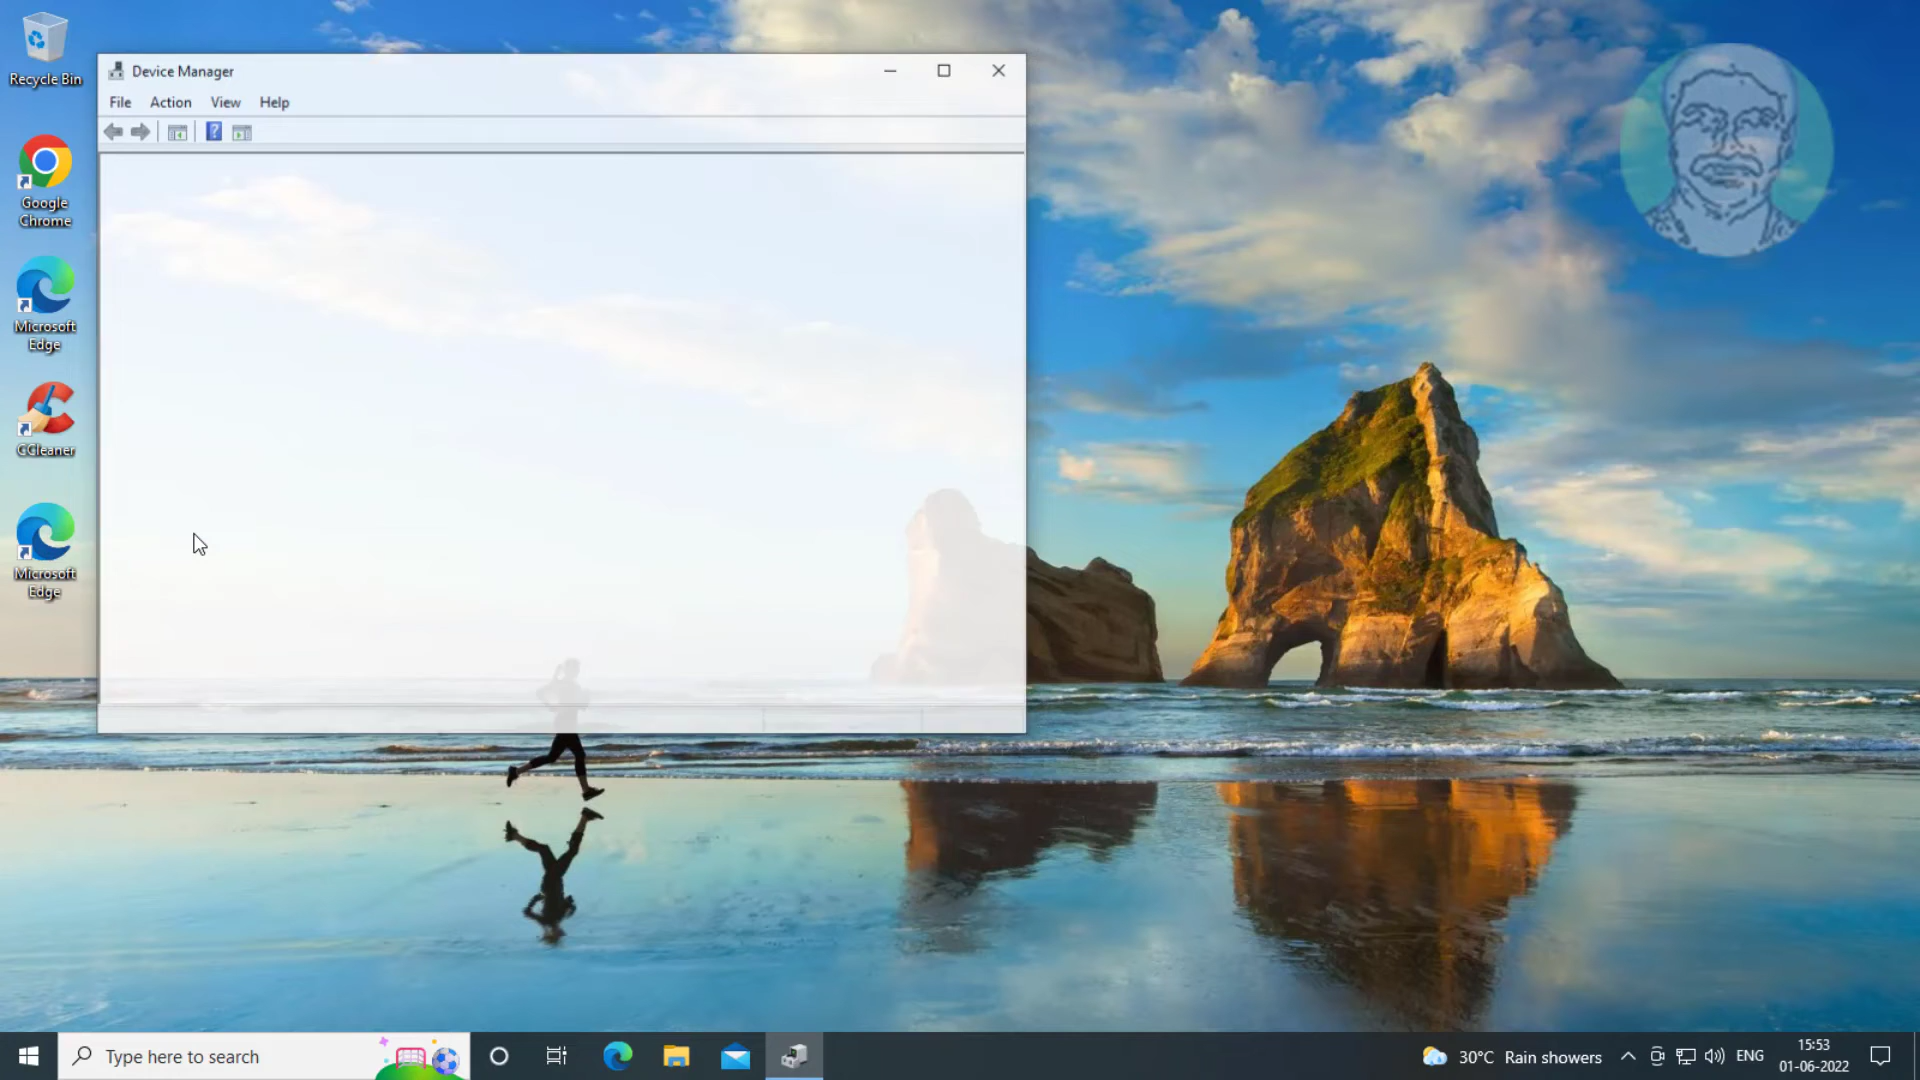 Recycle Bin
Google
Chrome
Microsoft
Edge
CCleaner
Microsoft
Edge
Device Manager
File Action View Help
Type here to search
30°C Rain showers
ENG
15:53
01-06-2022